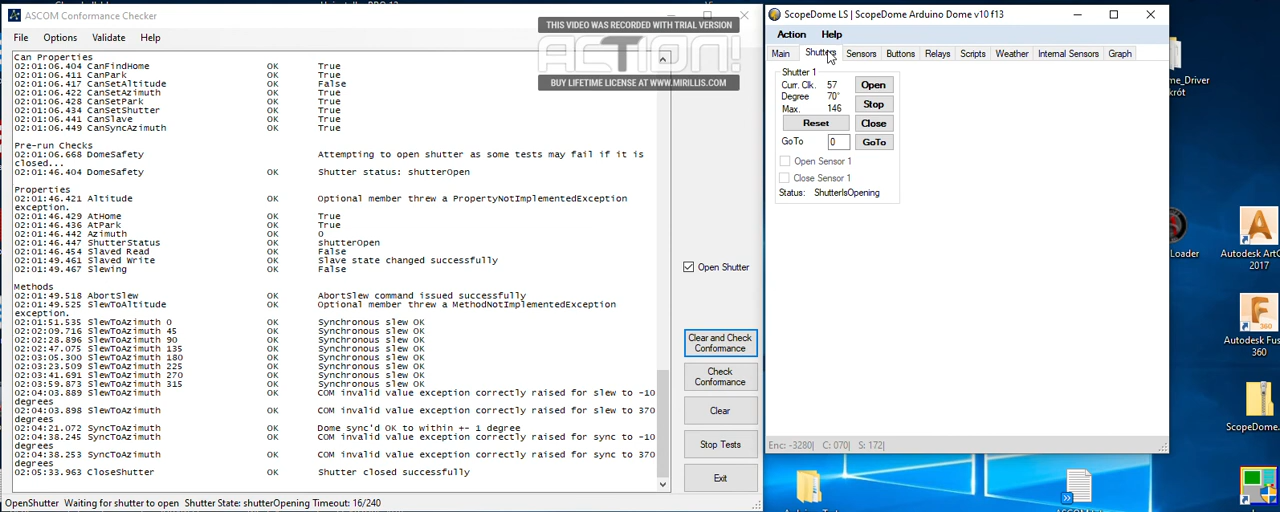 ASCOM Conformance Checker
File Options Validate Help
THIS VIDEO WAS RECORDED WITH TRIAL VERSION
ACTION!
BUY LIFETIME LICENSE AT WWW.MIRILLIS.COM
Can Properties
02:01:06.404 CanFindHome OK True
02:01:06.411 CanPark OK True
02:01:06.417 CanSetAltitude OK False
02:01:06.422 CanSetAzimuth OK True
02:01:06.428 CanSetPark OK True
02:01:06.434 CanSetShutter OK True
02:01:06.441 CanSlave OK True
02:01:06.449 CanSyncAzimuth OK True
Pre-run Checks
02:01:06.668 DomeSafety Attempting to open shutter as some tests may fail if it is
closed...
02:01:46.404 DomeSafety OK Shutter status: shutterOpen
Properties
02:01:46.421 Altitude OK Optional member threw a PropertyNotImplementedException
exception.
02:01:46.429 AtHome OK True
02:01:46.436 AtPark OK True
02:01:46.442 Azimuth OK 0
02:01:46.447 ShutterStatus OK shutterOpen
02:01:46.454 Slaved Read OK False
02:01:49.461 Slaved Write OK Slave state changed successfully
02:01:49.467 Slewing OK False
Methods
02:01:49.518 AbortSlew OK AbortSlew command issued successfully
02:01:49.525 SlewToAltitude OK Optional member threw a MethodNotImplementedException
exception.
02:01:51.535 SlewToAzimuth 0 OK Synchronous slew OK
02:02:09.716 SlewToAzimuth 45 OK Synchronous slew OK
02:02:28.896 SlewToAzimuth 90 OK Synchronous slew OK
02:02:47.075 SlewToAzimuth 135 OK Synchronous slew OK
02:03:05.300 SlewToAzimuth 180 OK Synchronous slew OK
02:03:23.509 SlewToAzimuth 225 OK Synchronous slew OK
02:03:41.691 SlewToAzimuth 270 OK Synchronous slew OK
02:03:59.873 SlewToAzimuth 315 OK Synchronous slew OK
02:04:03.889 SlewToAzimuth OK COM invalid value exception correctly raised for slew to -10
degrees
02:04:03.898 SlewToAzimuth OK COM invalid value exception correctly raised for slew to 370
degrees
02:04:21.072 SyncToAzimuth OK Dome sync'd OK to within +- 1 degree
02:04:38.245 SyncToAzimuth OK COM invalid value exception correctly raised for sync to -10
degrees
02:04:38.253 SyncToAzimuth OK COM invalid value exception correctly raised for sync to 370
degrees
02:05:33.963 CloseShutter OK Shutter closed successfully
Open Shutter
Clear and Check
Conformance
Check
Conformance
Clear
Stop Tests
Exit
OpenShutter Waiting for shutter to open Shutter State: shutterOpening Timeout: 16/240
ScopeDome LS | ScopeDome Arduino Dome v10 f13
Action Help
Main Shutters Sensors Buttons Relays Scripts Weather Internal Sensors Graph
Shutter 1
Curr. Clk. 57 Open
Degree 70°
Max. 146 Stop
Reset Close
GoTo 0 GoTo
Open Sensor 1
Close Sensor 1
Status: ShutterIsOpening
Enc: -3280| C: 070| S: 172|
Autodesk ArtC
2017
Autodesk Fus
360